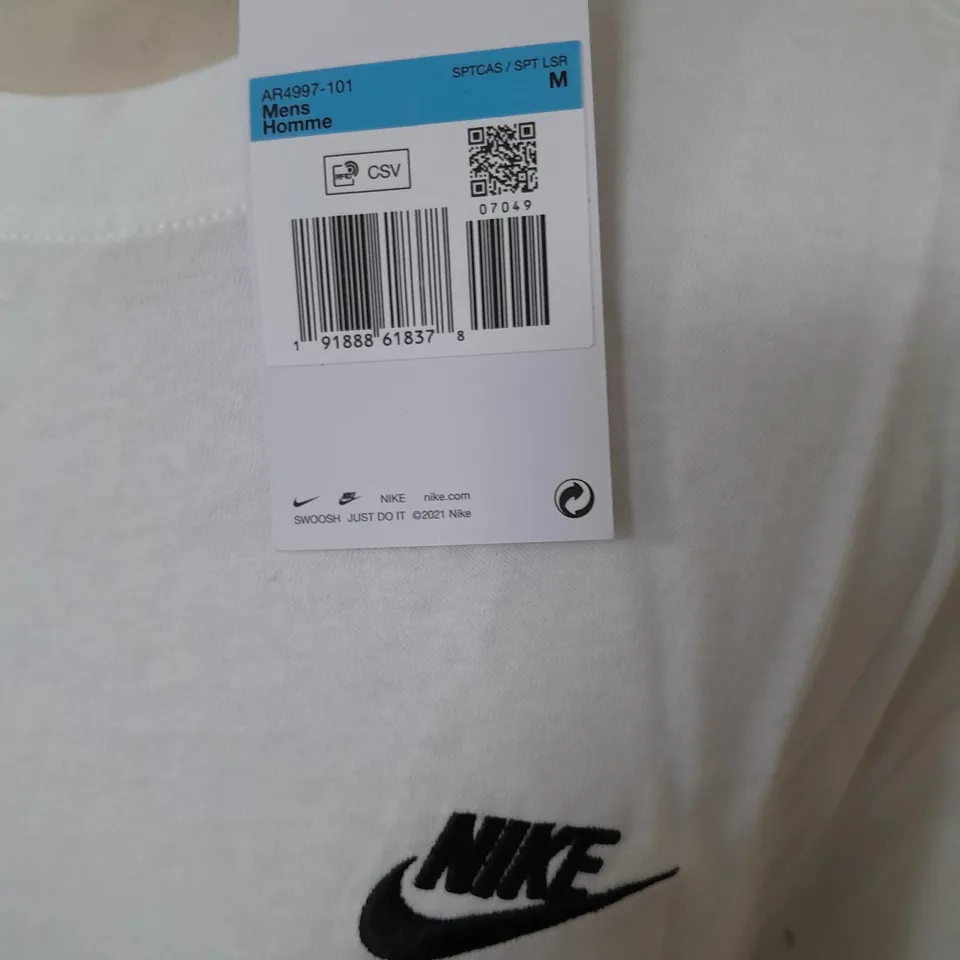 AR4997-101
SPTCAS / SPT LSR
Mens
M
Homme
RFID CSV
07049
1 91888 61837 8
NIKE nike.com
SWOOSH JUST DO IT ©2021 Nike
NIKE